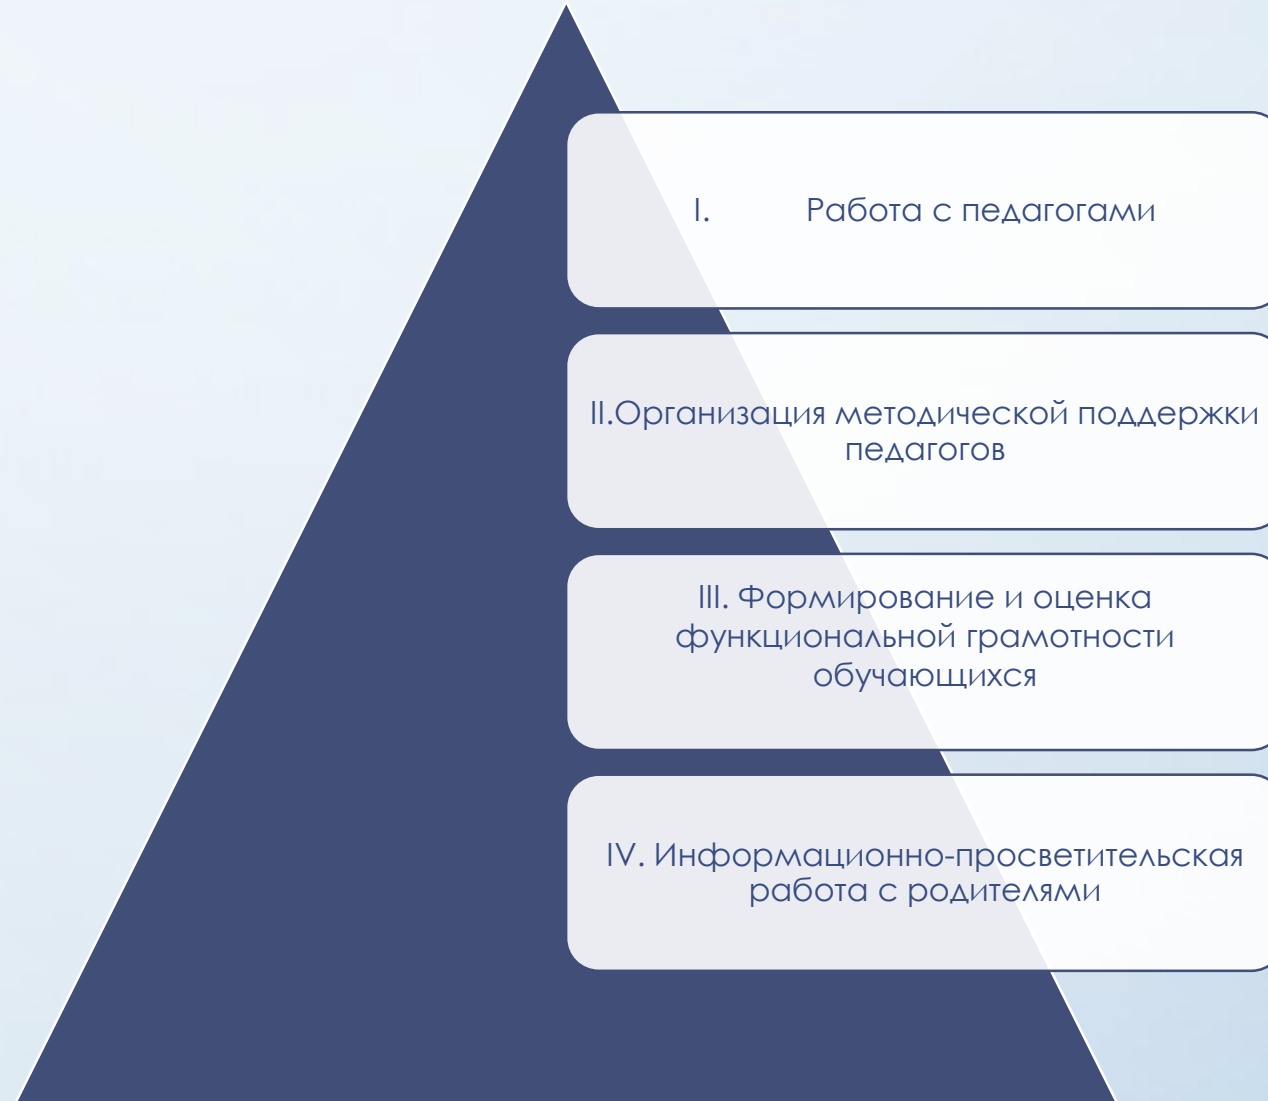 I. Работа с педагогами
II.Организация методической поддержки
педагогов
III. Формирование и оценка
функциональной грамотности
обучающихся
IV. Информационно-просветительская
работа с родителями